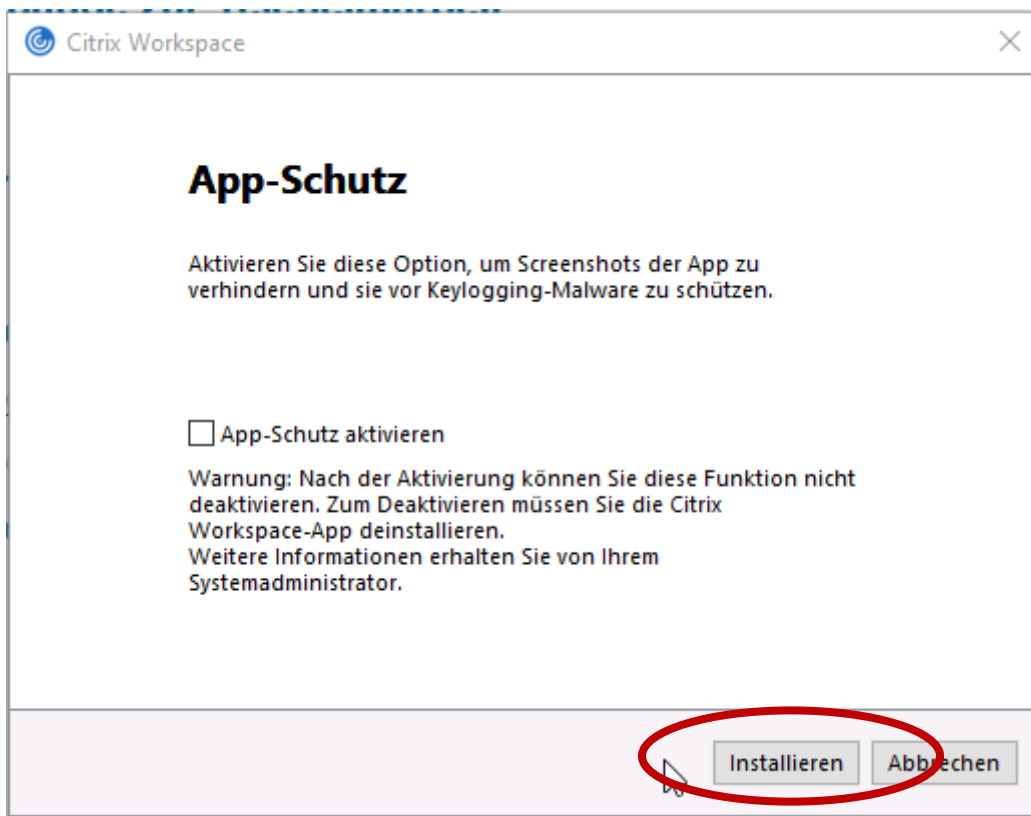 Citrix Workspace
App-Schutz
Aktivieren Sie diese Option, um Screenshots der App zu
verhindern und sie vor Keylogging-Malware zu schützen.
App-Schutz aktivieren
Warnung: Nach der Aktivierung können Sie diese Funktion nicht
deaktivieren. Zum Deaktivieren müssen Sie die Citrix
Workspace-App deinstallieren.
Weitere Informationen erhalten Sie von Ihrem
Systemadministrator.
Installieren Abbrechen